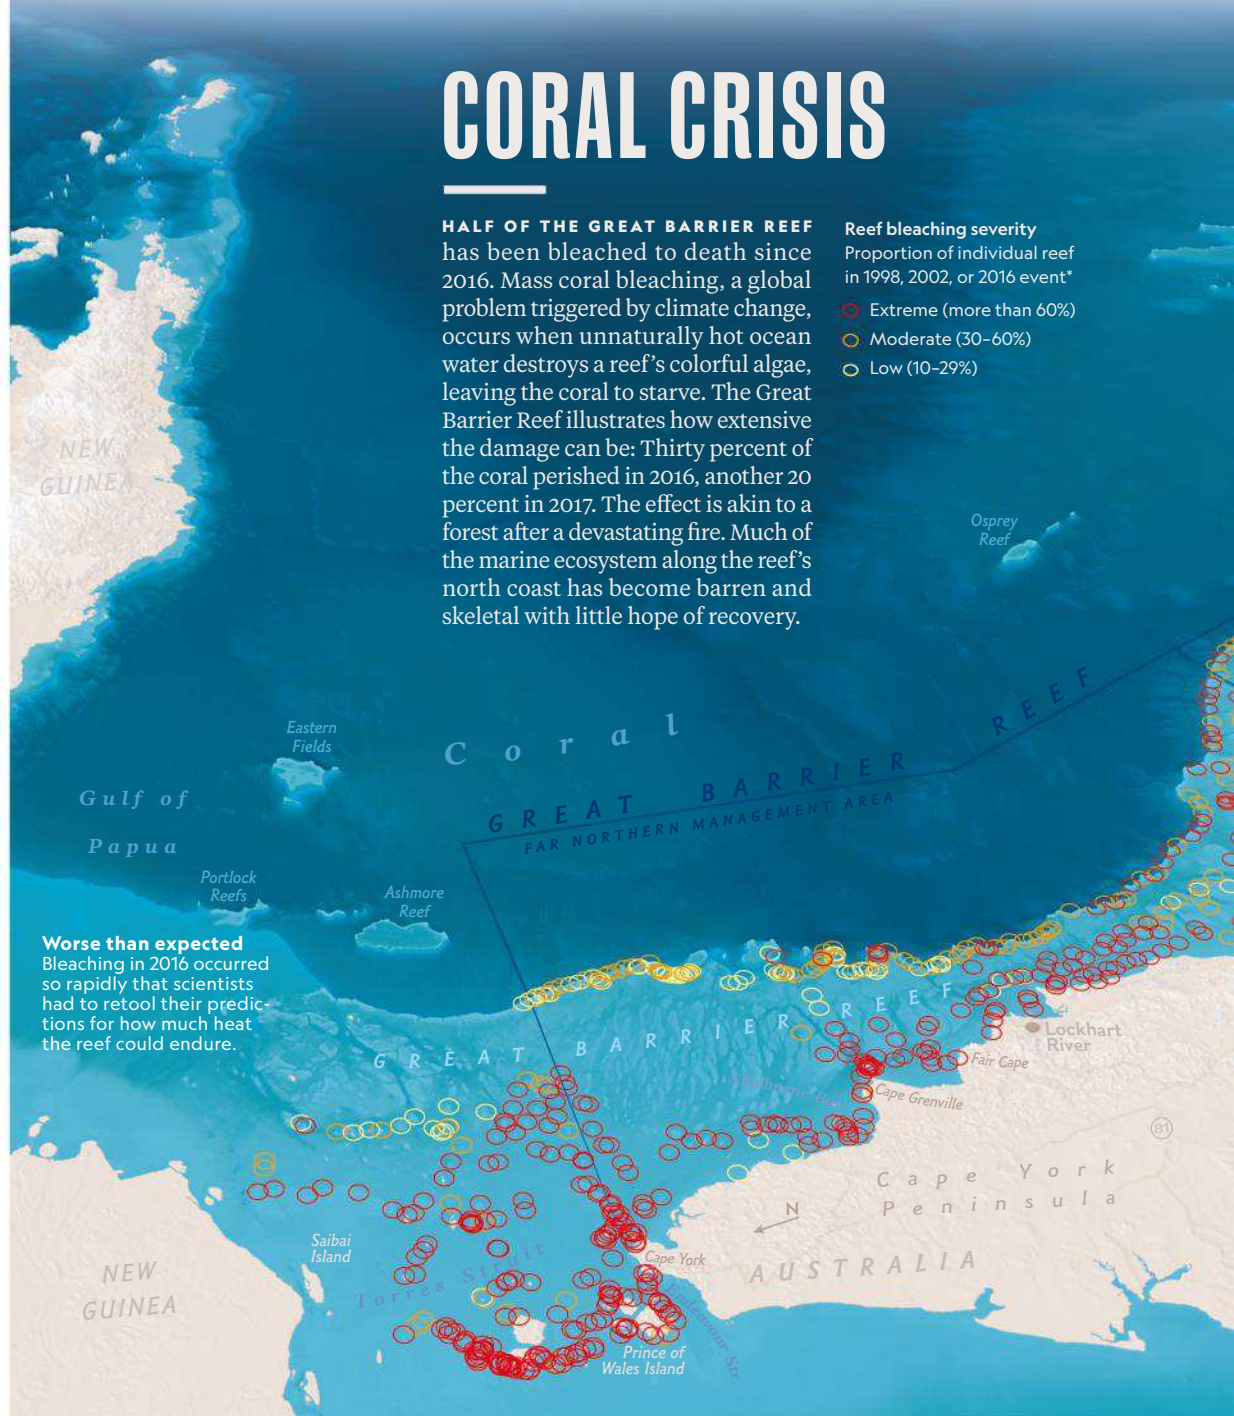 CORAL CRISIS
HALF OF THE GREAT BARRIER REEF
has been bleached to death since
2016. Mass coral bleaching, a global
problem triggered by climate change,
occurs when unnaturally hot ocean
water destroys a reef's colorful algae,
leaving the coral to starve. The Great
Barrier Reef illustrates how extensive
the damage can be: Thirty percent of
the coral perished in 2016, another 20
percent in 2017. The effect is akin to a
forest after a devastating fire. Much of
the marine ecosystem along the reef's
north coast has become barren and
skeletal with little hope of recovery.
Reef bleaching severity
Proportion of individual reef
in 1998, 2002, or 2016 event*
Extreme (more than 60%)
Moderate (30–60%)
Low (10–29%)
NEW
GUINEA
Osprey
Reef
Eastern
Fields
Coral
GREAT BARRIER REEF
FAR NORTHERN MANAGEMENT AREA
Gulf of
Papua
Portlock
Reefs
Ashmore
Reef
Worse than expected
Bleaching in 2016 occurred
so rapidly that scientists
had to retool their predic-
tions for how much heat
the reef could endure.
GREAT BARRIER REEF
Lockhart
River
Fair Cape
Shelburne Bay
Cape Grenville
81
Cape York
Peninsula
N
AUSTRALIA
Saibai
Island
Torres Strait
Cape York
Endeavour Str.
NEW
GUINEA
Prince of
Wales Island